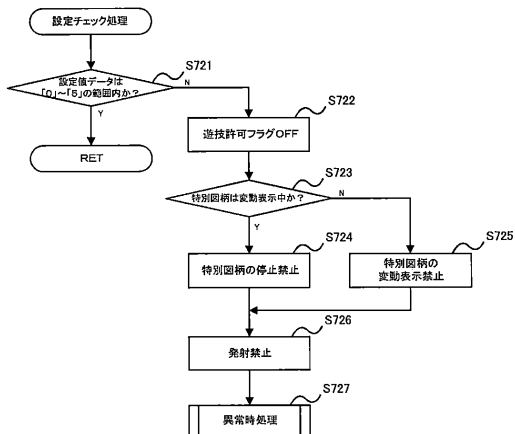 設定チェック処理
S721
設定値データは
「0」～「5」の範囲内か？
N
Y
S722
RET
遊技許可フラグOFF
S723
特別図柄は変動表示中か？
N
Y
S724
S725
特別図柄の停止禁止
特別図柄の
変動表示禁止
S726
発射禁止
S727
異常時処理